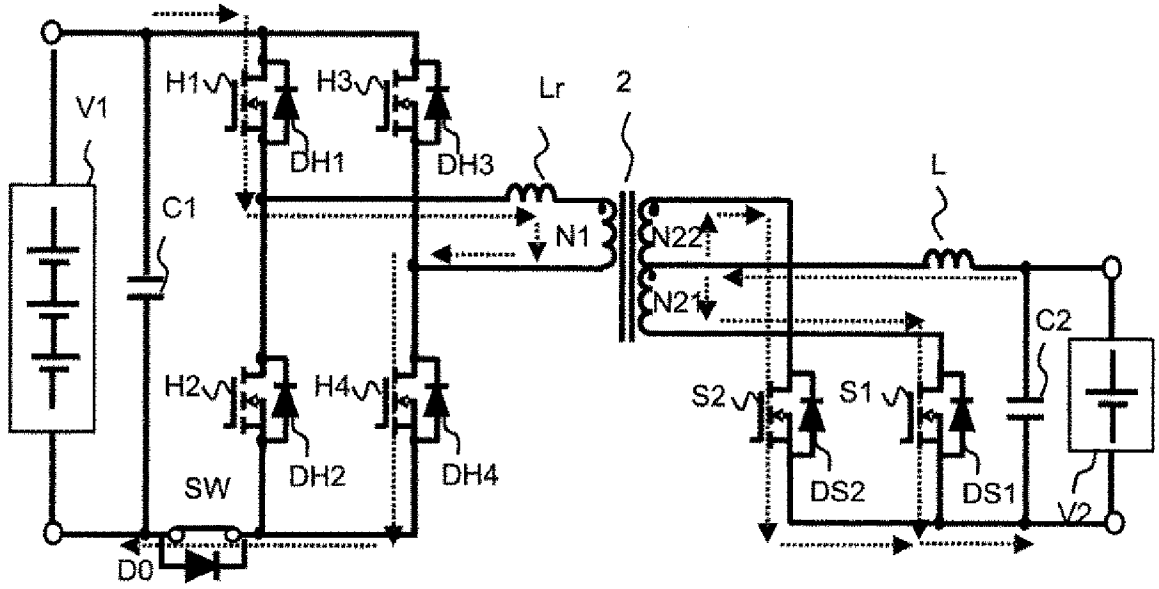 H1
H3
Lr
2
V1
DH1
DH3
L
C1
N1
N22
N21
C2
H2
H4
S2
S1
DH2
DH4
SW
DS2
DS1
V2
D0